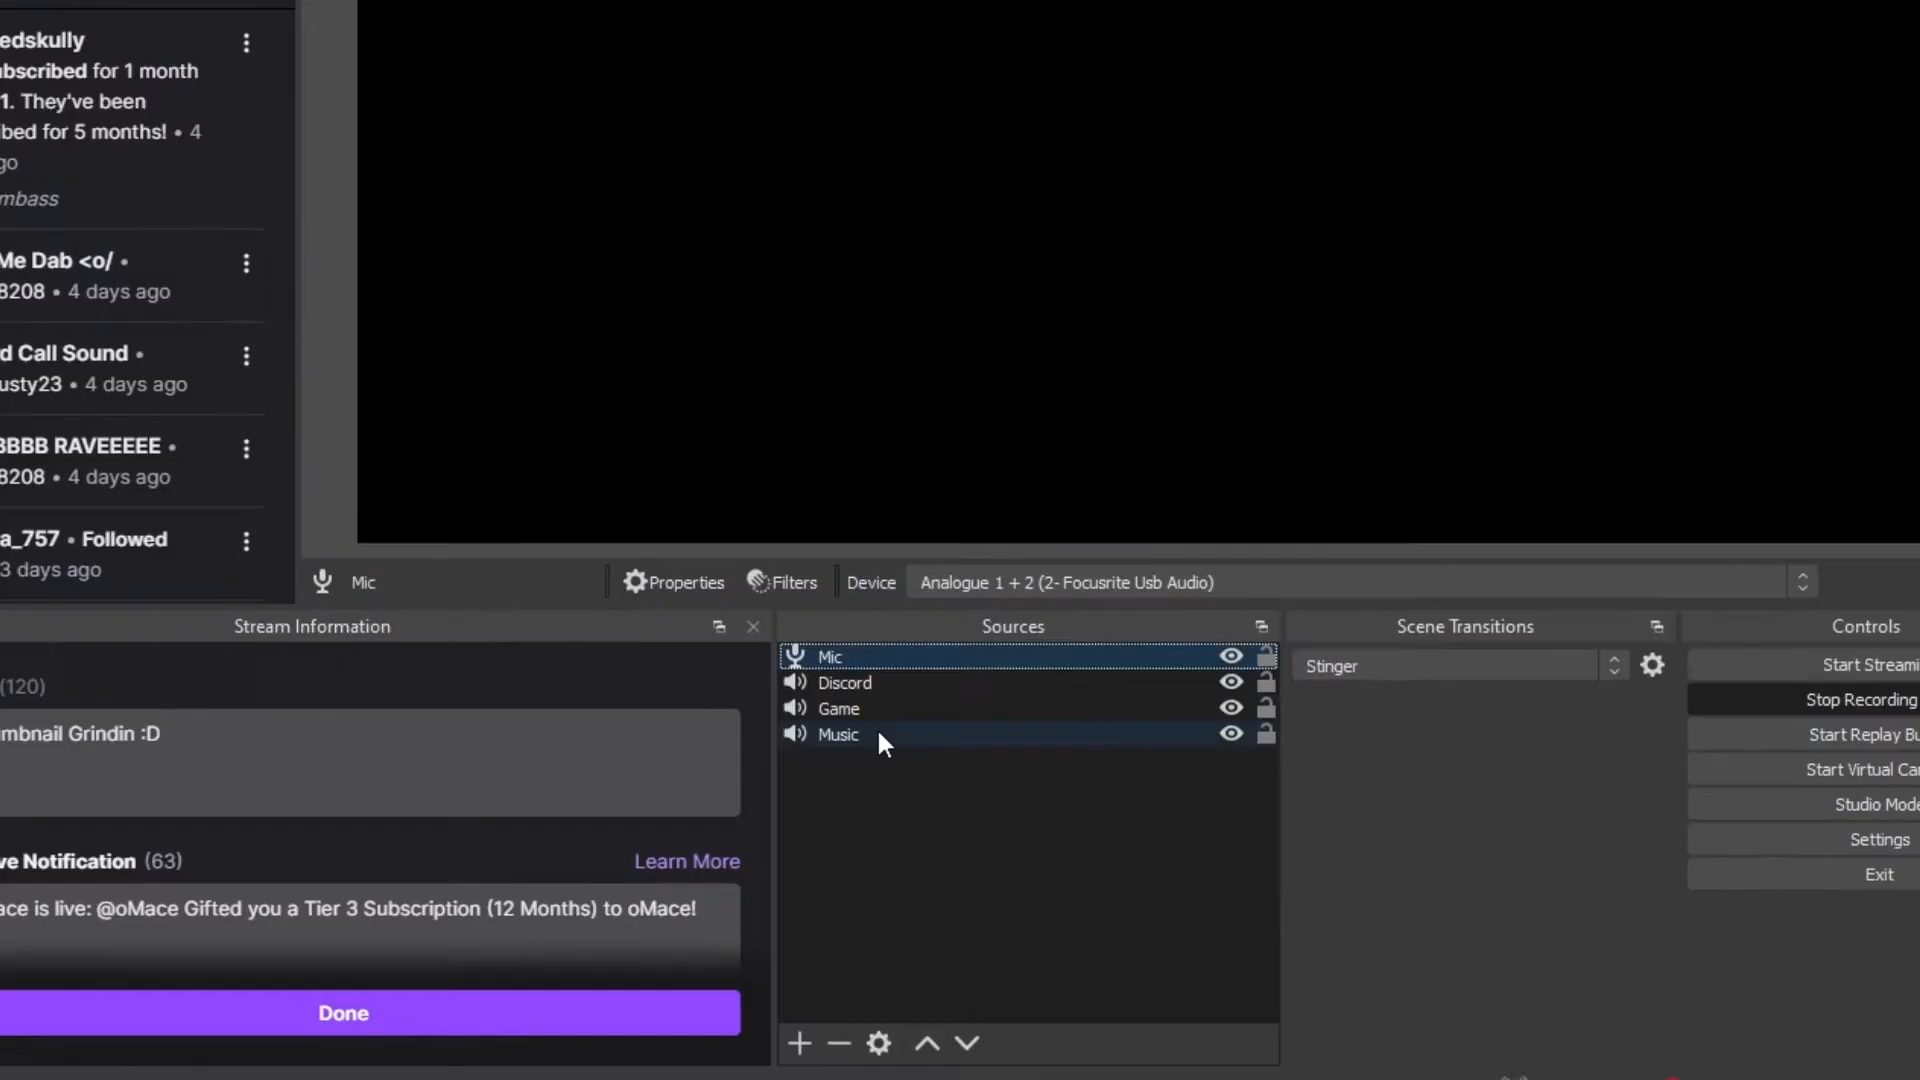 edskully
bscribed for 1 month
1. They've been
ibed for 5 months! • 4
go
mbass
Me Dab <o/ •
8208 • 4 days ago
d Call Sound •
usty23 • 4 days ago
BBBB RAVEEEEE •
8208 • 4 days ago
a_757 • Followed
3 days ago
Mic
Properties
Filters
Device
Analogue 1 + 2 (2- Focusrite Usb Audio)
Stream Information
(120)
mbnail Grindin :D
ve Notification (63)
Learn More
ace is live: @oMace Gifted you a Tier 3 Subscription (12 Months) to oMace!
Done
Sources
Mic
Discord
Game
Music
Scene Transitions
Stinger
Controls
Start Streami
Stop Recording
Start Replay Bu
Start Virtual Ca
Studio Mode
Settings
Exit